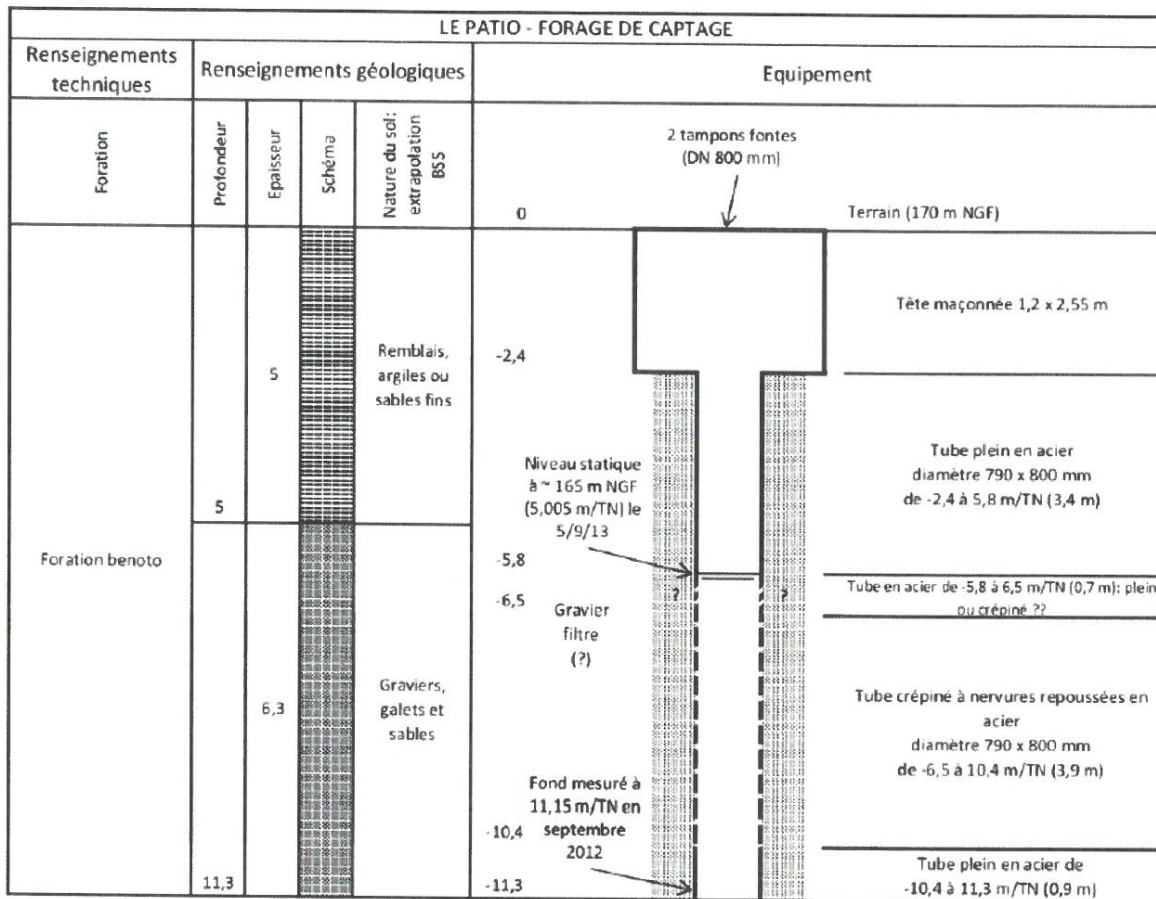 LE PATIO - FORAGE DE CAPTAGE
Renseignements
techniques
Renseignements géologiques
Equipement
Foration
Profondeur
Epaisseur
Schéma
Nature du sol:
extrapolation
BSS
2 tampons fontes
(DN 800 mm)
0
Terrain (170 m NGF)
Tête maçonnée 1,2 x 2,55 m
-2,4
5
Remblais,
argiles ou
sables fins
Tube plein en acier
diamètre 790 x 800 mm
de -2,4 à 5,8 m/TN (3,4 m)
Niveau statique
à ~ 165 m NGF
(5,005 m/TN) le
5/9/13
5
Foration benoto
-5,8
-6,5
?
?
Tube en acier de -5,8 à 6,5 m/TN (0,7 m): plein
ou crépiné ??
Gravier
filtre
(?)
6,3
Graviers,
galets et
sables
Tube crépiné à nervures repoussées en
acier
diamètre 790 x 800 mm
de -6,5 à 10,4 m/TN (3,9 m)
Fond mesuré à
11,15 m/TN en
septembre
2012
-10,4
11,3
-11,3
Tube plein en acier de
-10,4 à 11,3 m/TN (0,9 m)